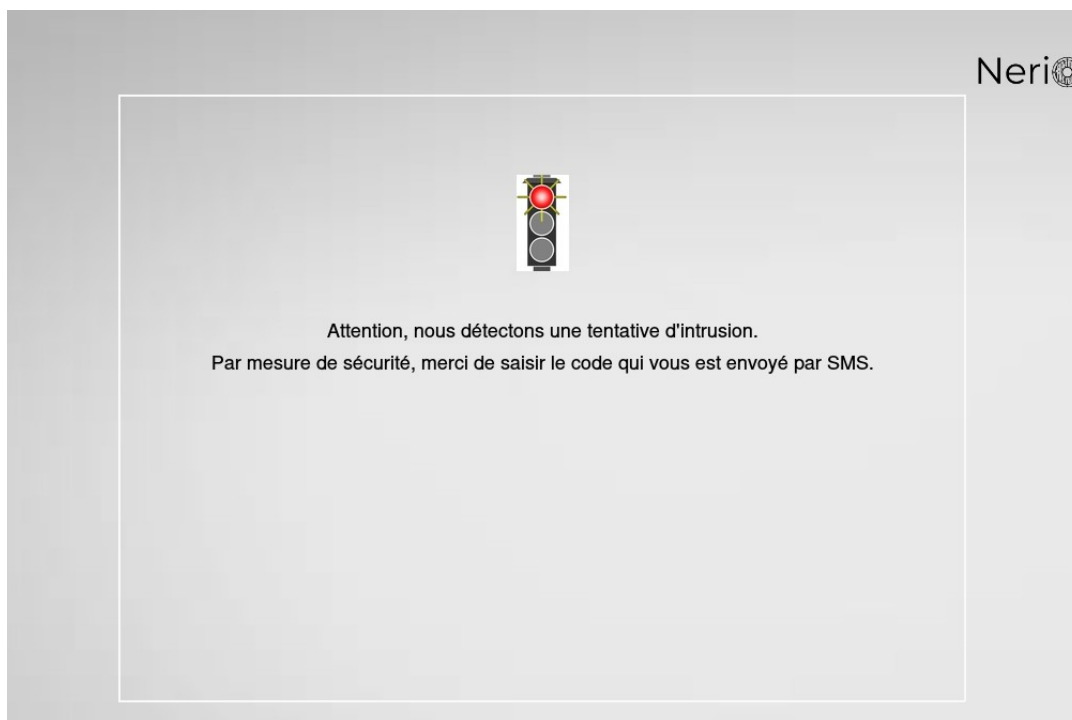 Neri
Attention, nous détectons une tentative d'intrusion.
Par mesure de sécurité, merci de saisir le code qui vous est envoyé par SMS.